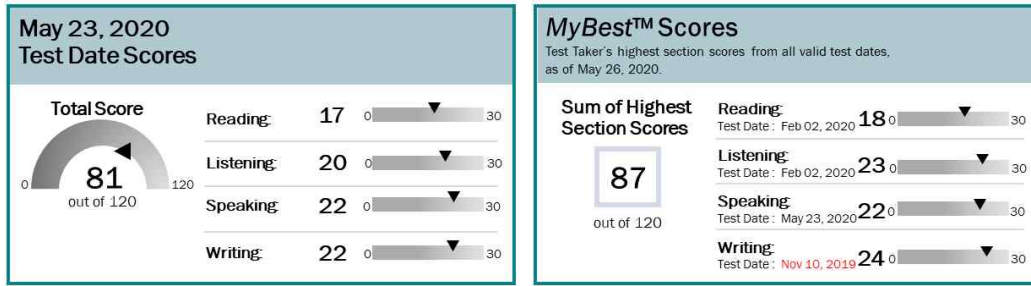 May 23, 2020
Test Date Scores
Total Score
0
81
120
out of 120
Reading: 17 0 30
Listening: 20 0 30
Speaking: 22 0 30
Writing: 22 0 30
MyBest™ Scores
Test Taker's highest section scores from all valid test dates,
as of May 26, 2020.
Sum of Highest
Section Scores
87
out of 120
Reading:
Test Date : Feb 02, 2020 18 0 30
Listening:
Test Date : Feb 02, 2020 23 0 30
Speaking:
Test Date : May 23, 2020 22 0 30
Writing:
Test Date : Nov 10, 2019 24 0 30